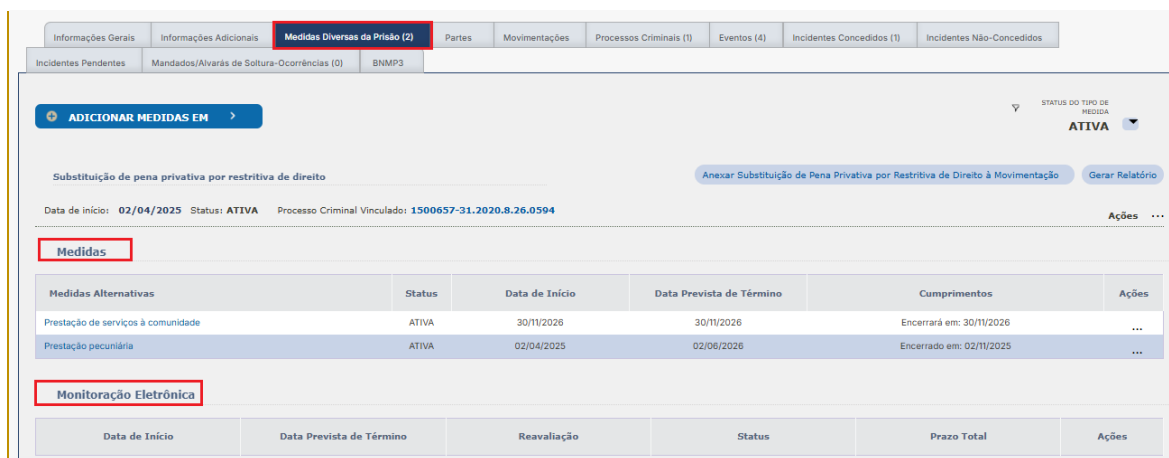 Informações Gerais Informações Adicionais Medidas Diversas da Prisão (2) Partes Movimentações Processos Criminais (1) Eventos (4) Incidentes Concedidos (1) Incidentes Não-Concedidos
Incidentes Pendentes Mandados/Alvarás de Soltura-Ocorrências (0) BNMP3
ADICIONAR MEDIDAS EM
STATUS DO TIPO DE
MEDIDA
ATIVA
Substituição de pena privativa por restritiva de direito Anexar Substituição de Pena Privativa por Restritiva de Direito à Movimentação Gerar Relatório
Data de início: 02/04/2025 Status: ATIVA Processo Criminal Vinculado: 1500657-31.2020.8.26.0594
Ações ...
Medidas
Medidas Alternativas Status Data de Início Data Prevista de Término Cumprimentos Ações
Prestação de serviços à comunidade ATIVA 30/11/2026 30/11/2026 Encerrará em: 30/11/2026 ...
Prestação pecuniária ATIVA 02/04/2025 02/06/2026 Encerrado em: 02/11/2025 ...
Monitoração Eletrônica
Data de Início Data Prevista de Término Reavaliação Status Prazo Total Ações